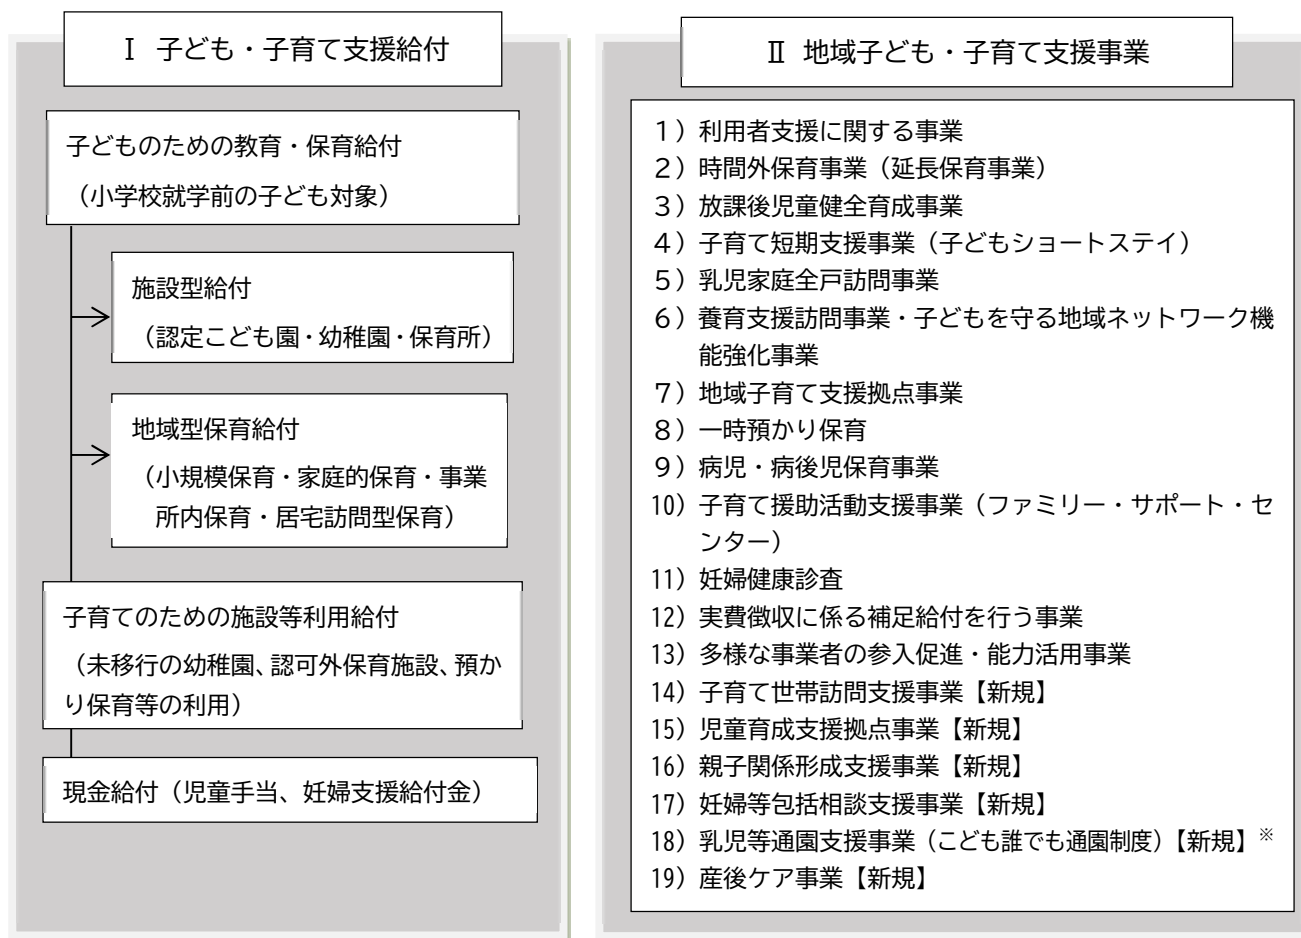 Ⅰ 子ども・子育て支援給付
子どものための教育・保育給付
（小学校就学前の子ども対象）
施設型給付
（認定こども園・幼稚園・保育所）
地域型保育給付
（小規模保育・家庭的保育・事業
所内保育・居宅訪問型保育）
子育てのための施設等利用給付
（未移行の幼稚園、認可外保育施設、預か
り保育等の利用）
現金給付（児童手当、妊婦支援給付金）
Ⅱ 地域子ども・子育て支援事業
１）利用者支援に関する事業
２）時間外保育事業（延長保育事業）
３）放課後児童健全育成事業
４）子育て短期支援事業（子どもショートステイ）
５）乳児家庭全戸訪問事業
６）養育支援訪問事業・子どもを守る地域ネットワーク機
能強化事業
７）地域子育て支援拠点事業
８）一時預かり保育
９）病児・病後児保育事業
10）子育て援助活動支援事業（ファミリー・サポート・セ
ンター）
11）妊婦健康診査
12）実費徴収に係る補足給付を行う事業
13）多様な事業者の参入促進・能力活用事業
14）子育て世帯訪問支援事業【新規】
15）児童育成支援拠点事業【新規】
16）親子関係形成支援事業【新規】
17）妊婦等包括相談支援事業【新規】
18）乳児等通園支援事業（こども誰でも通園制度）【新規】※
19）産後ケア事業【新規】